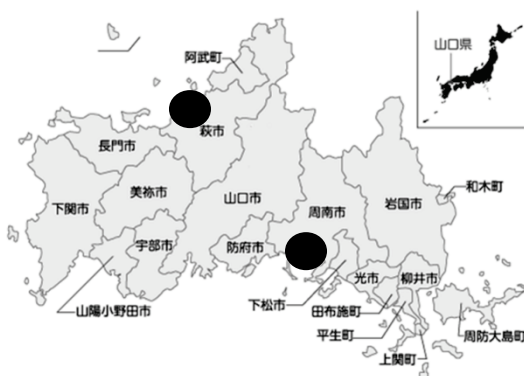 山口県
阿武町
萩市
長門市
和木町
美祢市
山口市
岩国市
下関市
周南市
宇部市
防府市
光市
柳井市
下松市
山陽小野田市
田布施町
平生町
周防大島町
上関町